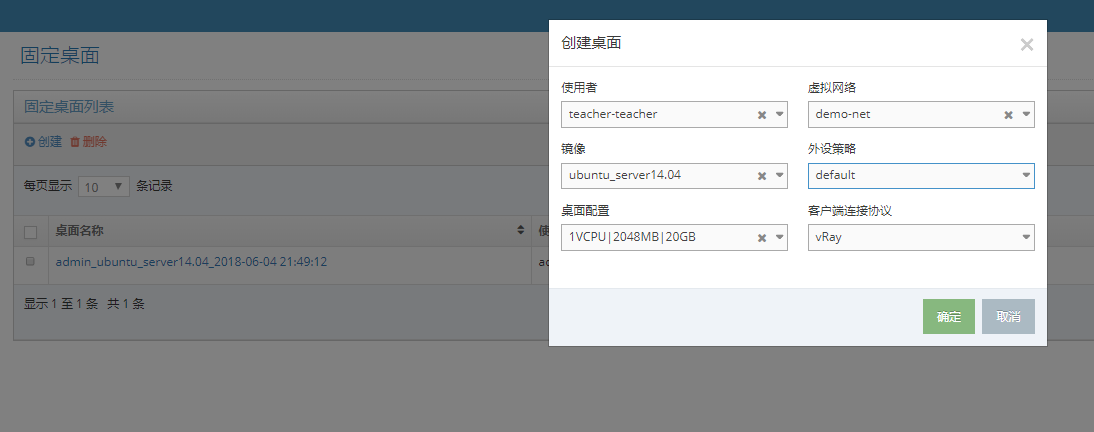 固定桌面
固定桌面列表
创建 删除
每页显示 10 条记录
桌面名称
admin_ubuntu_server14.04_2018-06-04 21:49:12
显示 1 至 1 条 共 1 条
创建桌面
使用者
teacher-teacher
虚拟网络
demo-net
镜像
ubuntu_server14.04
外设策略
default
桌面配置
1VCPU|2048MB|20GB
客户端连接协议
vRay
确定
取消